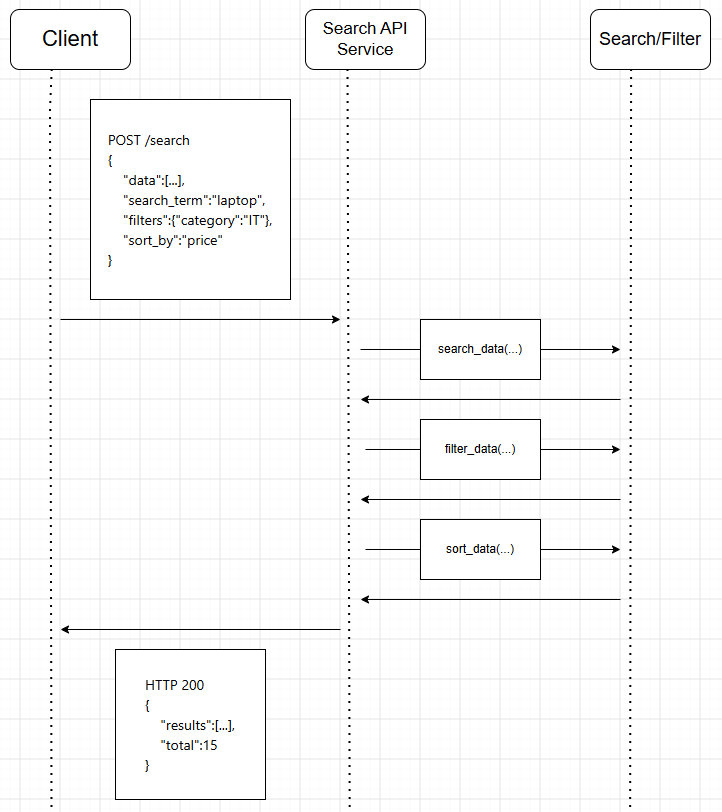 Client
Search API
Service
Search/Filter
POST /search
{
"data":[...],
"search_term":"laptop",
"filters":{"category":"IT"},
"sort_by":"price"
}
search_data(...)
filter_data(...)
sort_data(...)
HTTP 200
{
"results":[...],
"total":15
}